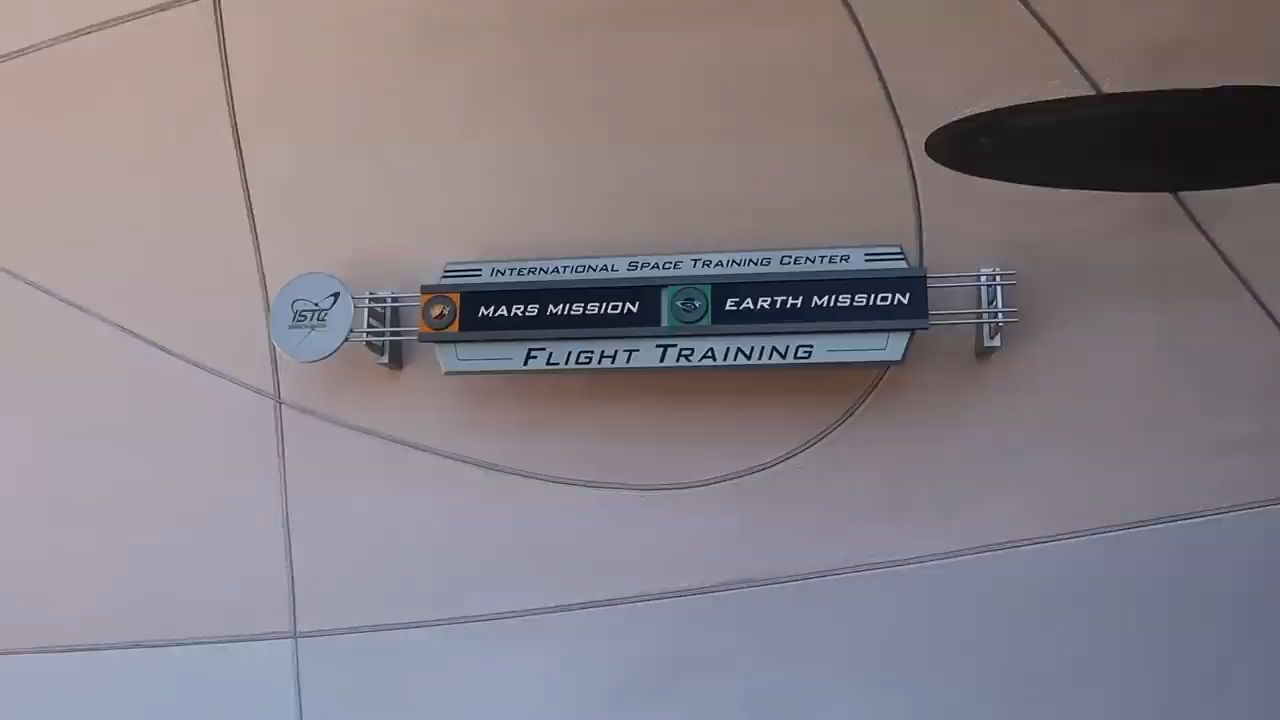 INTERNATIONAL SPACE TRAINING CENTER
ISTC
MARS MISSION
EARTH MISSION
FLIGHT TRAINING